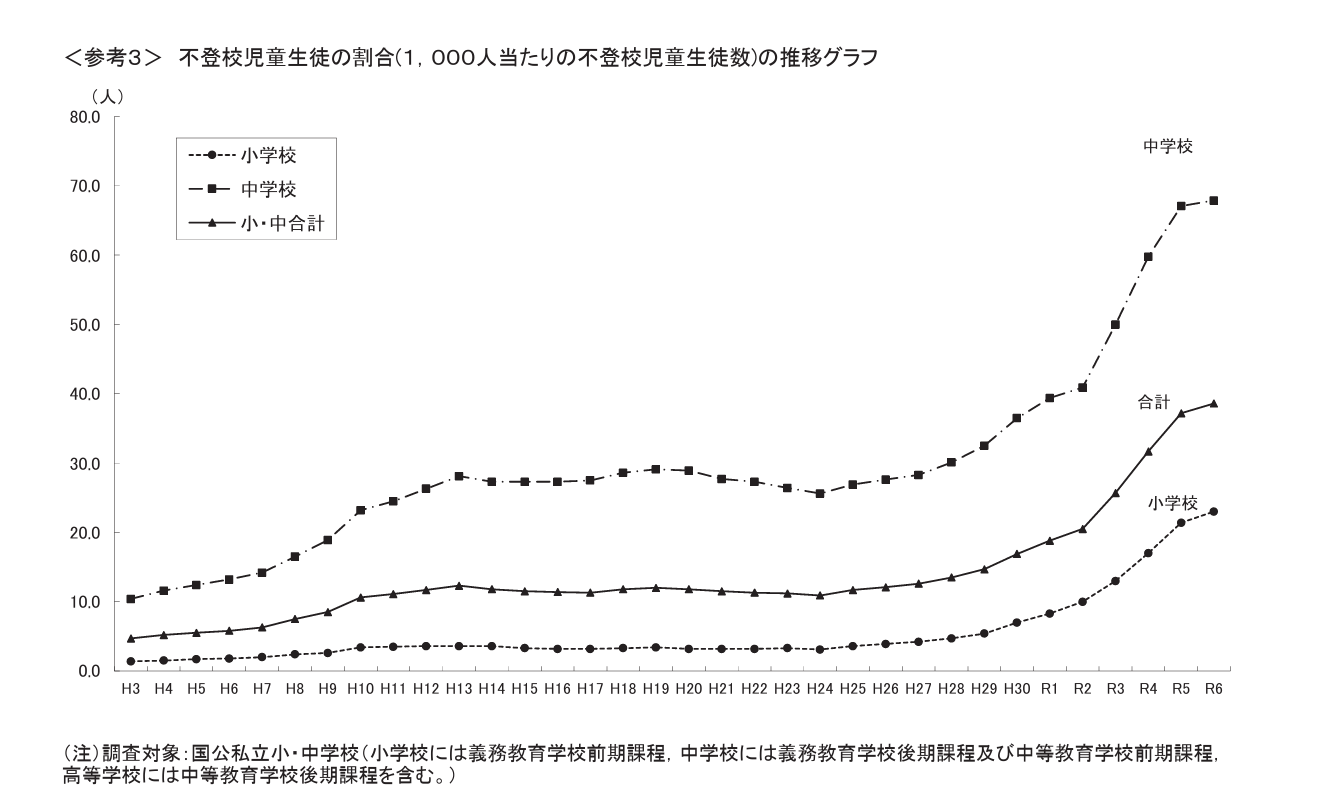 ＜参考3＞　不登校児童生徒の割合(1，000人当たりの不登校児童生徒数)の推移グラフ
（人）
80.0
70.0
60.0
50.0
40.0
30.0
20.0
10.0
0.0
小学校
中学校
小・中合計
中学校
合計
小学校
H3 H4 H5 H6 H7 H8 H9 H10 H11 H12 H13 H14 H15 H16 H17 H18 H19 H20 H21 H22 H23 H24 H25 H26 H27 H28 H29 H30 R1 R2 R3 R4 R5 R6
（注）調査対象：国公私立小・中学校（小学校には義務教育学校前期課程，中学校には義務教育学校後期課程及び中等教育学校前期課程，
高等学校には中等教育学校後期課程を含む。）